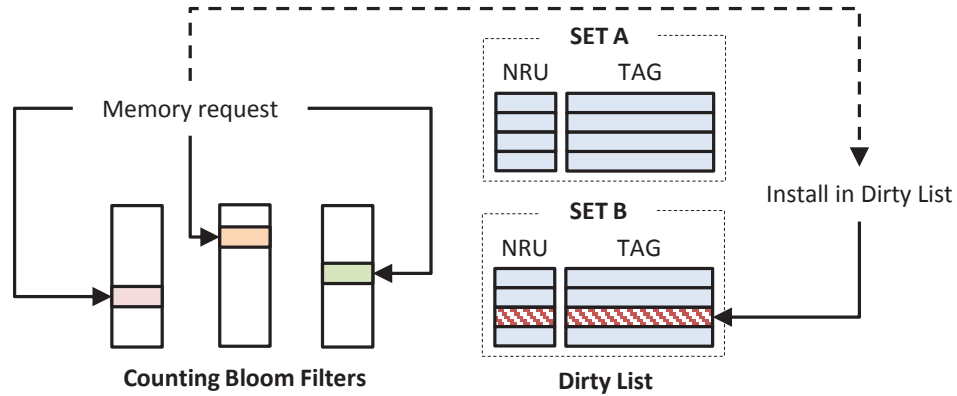 SET A
NRU TAG
Memory request
Install in Dirty List
SET B
NRU TAG
Counting Bloom Filters
Dirty List